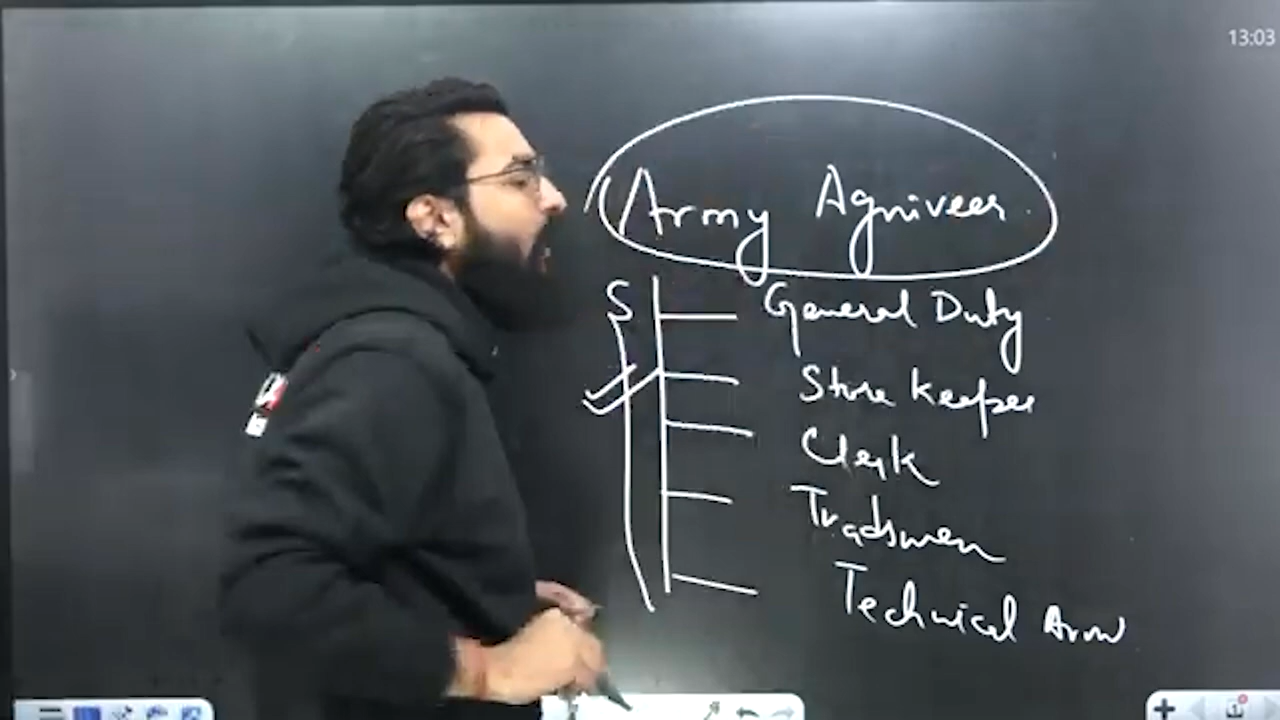 13:03
Army Agniveer
S General Duty
Store Keeper
Clerk
Tradsmen
Technical Arm